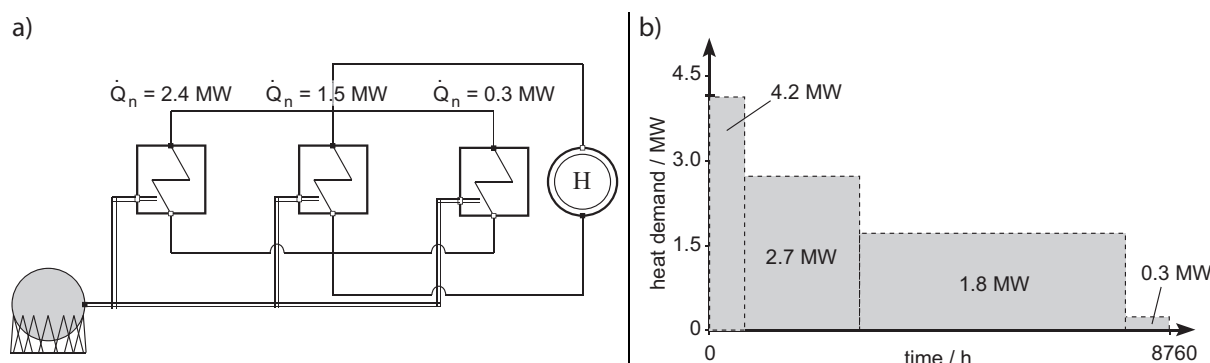 a)
Q̇n = 2.4 MW Q̇n = 1.5 MW Q̇n = 0.3 MW
H
b)
heat demand / MW
4.5
3.0
1.5
0
4.2 MW
2.7 MW
1.8 MW
0.3 MW
0
8760
time / h